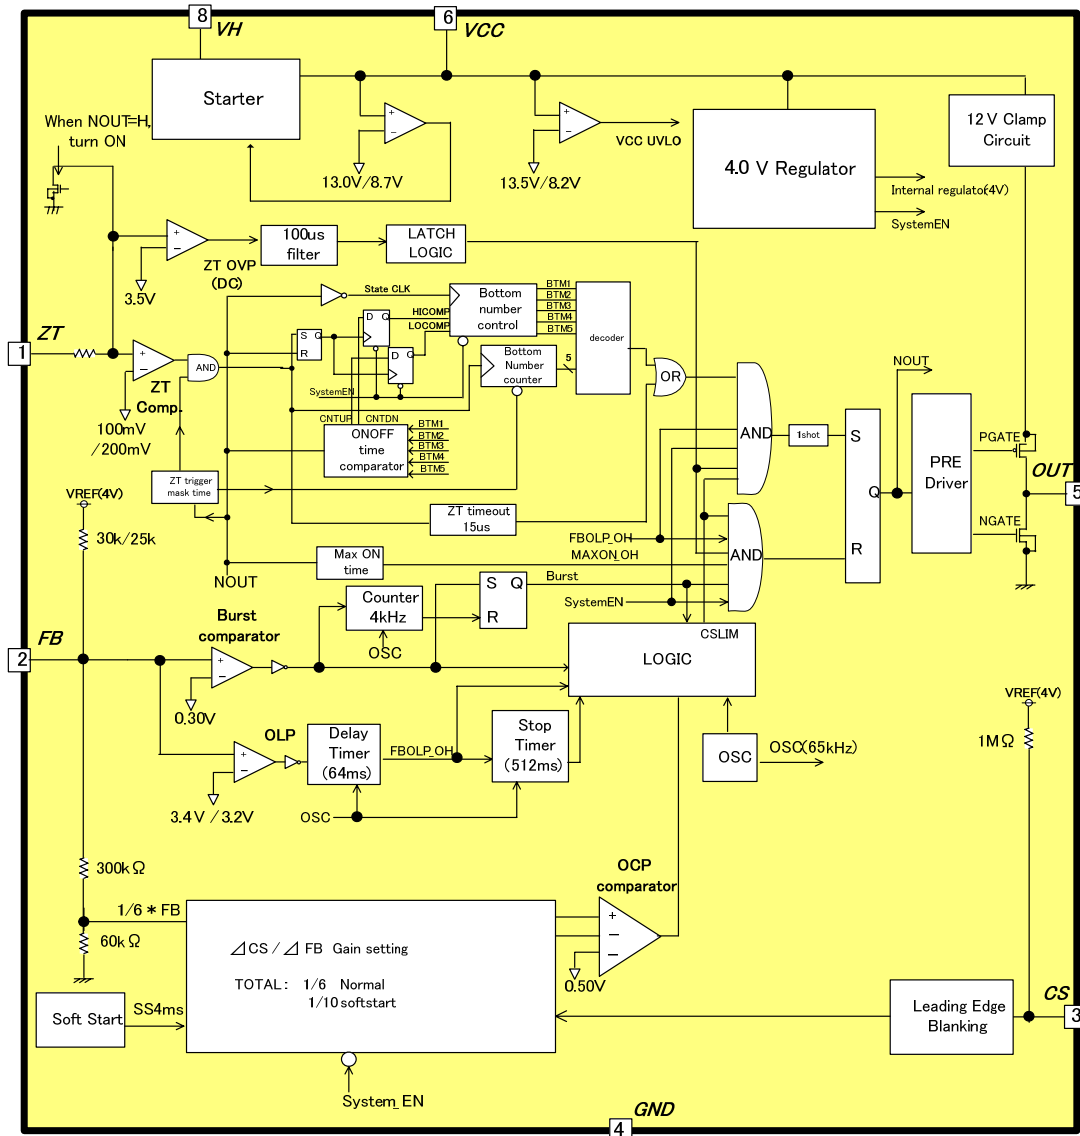 8 VH
6 VCC
Starter
When NOUT=H,
turn ON
+
−
13.0V/8.7V
+
−
13.5V/8.2V
VCC UVLO
4.0 V Regulator
Internal regulator(4V)
SystemEN
12 V Clamp
Circuit
+
−
3.5V
ZT OVP
(DC)
100us
filter
LATCH
LOGIC
State CLK
HICOMP
LOCOMP
Bottom
number
control
BTM1
BTM2
BTM3
BTM4
BTM5
decoder
1 ZT
+
−
ZT
Comp.
100mV
/200mV
AND
S Q
R
D Q
D Q
SystemEN
Bottom
Number
counter
5
OR
CNTUP CNTDN
ONOFF
time
comparator
BTM1
BTM2
BTM3
BTM4
BTM5
ZT trigger
mask time
ZT timeout
15us
AND
1shot
S
Q
R
NOUT
PRE
Driver
PGATE
NGATE
OUT 5
VREF(4V)
30k/25k
NOUT
Max ON
time
FBOLP_OH
MAXON_OH
AND
Burst
SystemEN
Counter
4kHz
OSC
S Q
R
2 FB
Burst
comparator
+
−
0.30V
CSLIM
LOGIC
OLP
+
−
3.4V / 3.2V
Delay
Timer
(64ms)
FBOLP_OH
Stop
Timer
(512ms)
OSC
OSC
OSC(65kHz)
VREF(4V)
1MΩ
300kΩ
1/6 * FB
60kΩ
⊿CS / ⊿ FB Gain setting
TOTAL: 1/6 Normal
1/10 softstart
OCP
comparator
+
−
−
0.50V
Soft Start
SS4ms
System_EN
Leading Edge
Blanking
CS 3
GND
4